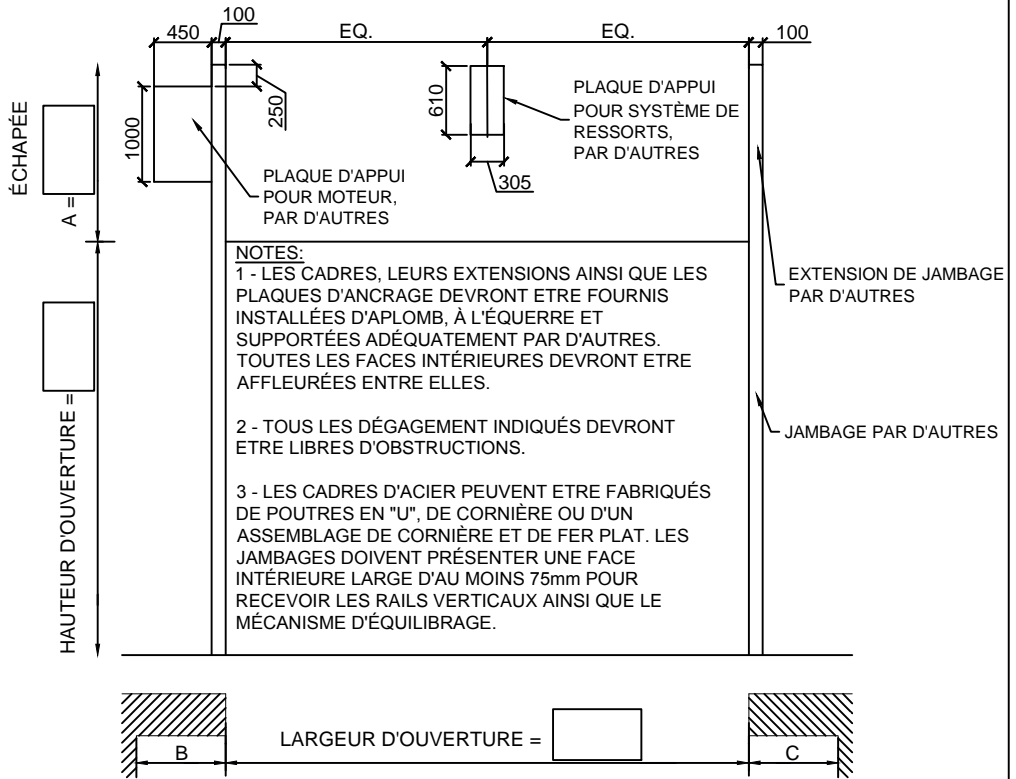 100
450
EQ.
EQ.
100
ÉCHAPÉE
A =
1000
250
610
305
PLAQUE D'APPUI
POUR SYSTÈME DE
RESSORTS,
PAR D'AUTRES
PLAQUE D'APPUI
POUR MOTEUR,
PAR D'AUTRES
EXTENSION DE JAMBAGE
PAR D'AUTRES
HAUTEUR D'OUVERTURE =
NOTES:
1 - LES CADRES, LEURS EXTENSIONS AINSI QUE LES
PLAQUES D'ANCRAGE DEVRONT ETRE FOURNIS
INSTALLÉES D'APLOMB, À L'ÉQUERRE ET
SUPPORTÉES ADÉQUATEMENT PAR D'AUTRES.
TOUTES LES FACES INTÉRIEURES DEVRONT ETRE
AFFLEURÉES ENTRE ELLES.
2 - TOUS LES DÉGAGEMENT INDIQUÉS DEVRONT
ETRE LIBRES D'OBSTRUCTIONS.
3 - LES CADRES D'ACIER PEUVENT ETRE FABRIQUÉS
DE POUTRES EN "U", DE CORNIÈRE OU D'UN
ASSEMBLAGE DE CORNIÈRE ET DE FER PLAT. LES
JAMBAGES DOIVENT PRÉSENTER UNE FACE
INTÉRIEURE LARGE D'AU MOINS 75mm POUR
RECEVOIR LES RAILS VERTICAUX AINSI QUE LE
MÉCANISME D'ÉQUILIBRAGE.
JAMBAGE PAR D'AUTRES
B
LARGEUR D'OUVERTURE =
C